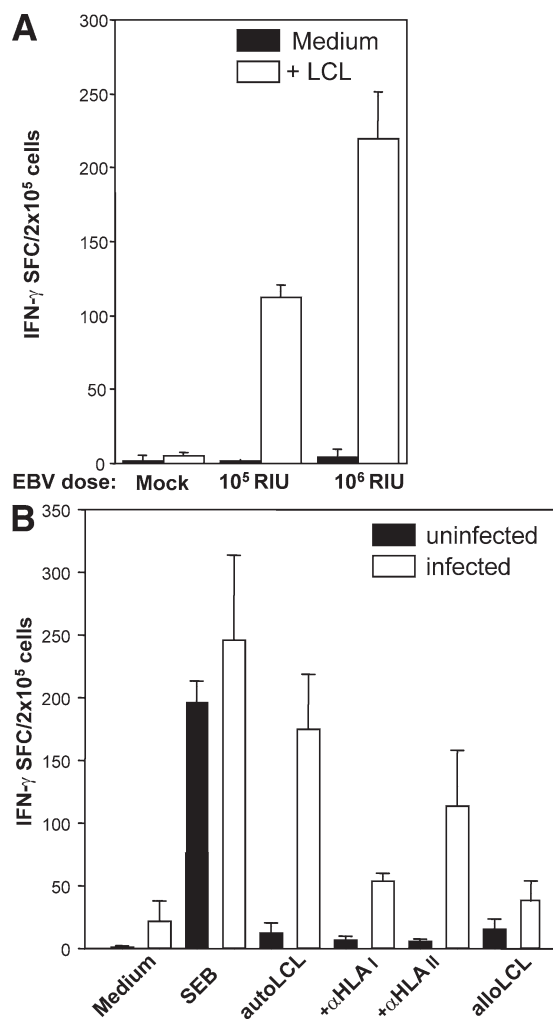 A
IFN-γ SFC/2x10⁵ cells
300
250
200
150
100
50
0
Medium
+ LCL
EBV dose: Mock 10⁵ RIU 10⁶ RIU
B
IFN-γ SFC/2x10⁵ cells
350
300
250
200
150
100
50
0
uninfected
infected
Medium
SEB
autoLCL
+αHLA I
+αHLA II
alloLCL